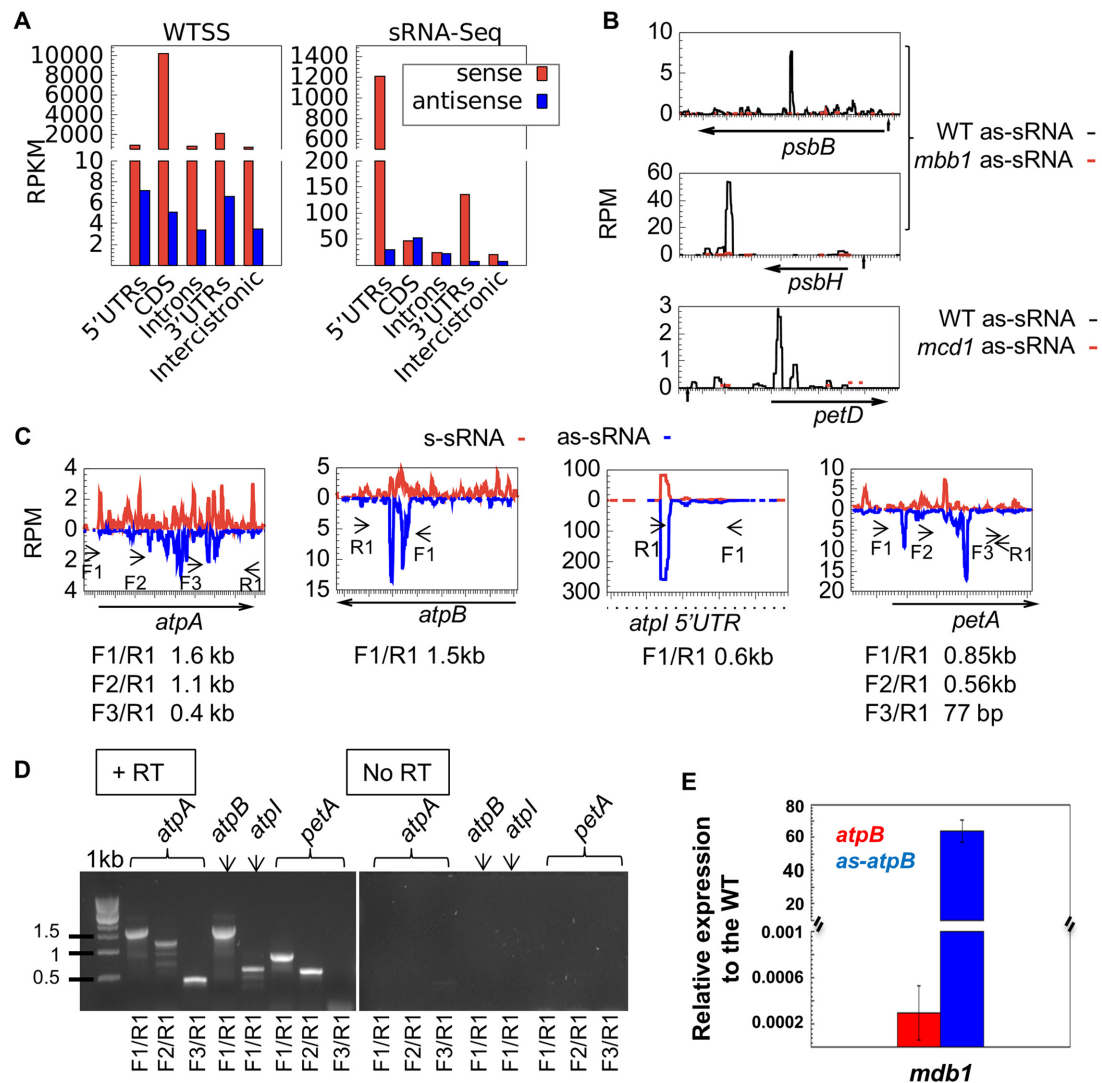 A
B
WTSS
sRNA-Seq
sense
antisense
RPKM
10000
8000
6000
4000
2000
10
8
6
4
2
1400
1200
1000
800
600
200
150
100
50
5'UTRs
CDS
Introns
3'UTRs
Intercistronic
5'UTRs
CDS
Introns
3'UTRs
Intercistronic
RPM
10
5
0
psbB
WT as-sRNA -
mbb1 as-sRNA -
60
40
20
0
psbH
3
2
1
0
petD
WT as-sRNA -
mcd1 as-sRNA -
C
s-sRNA - as-sRNA -
RPM
4
2
0
2
4
F1
F2
F3
R1
atpA
F1/R1 1.6 kb
F2/R1 1.1 kb
F3/R1 0.4 kb
5
0
5
10
15
R1
F1
atpB
F1/R1 1.5kb
100
0
100
200
300
R1
F1
atpI 5'UTR
F1/R1 0.6kb
10
5
0
5
10
15
20
F1
F2
F3
R1
petA
F1/R1 0.85kb
F2/R1 0.56kb
F3/R1 77 bp
D
+ RT
No RT
atpA
atpB
atpI
petA
atpA
atpB
atpI
petA
1kb
1.5
1
0.5
F1/R1
F2/R1
F3/R1
F1/R1
F1/R1
F1/R1
F2/R1
F3/R1
F1/R1
F2/R1
F3/R1
F1/R1
F1/R1
F1/R1
F2/R1
F3/R1
E
Relative expression
to the WT
80
60
40
20
0.001
0.0006
0.0002
atpB
as-atpB
mdb1